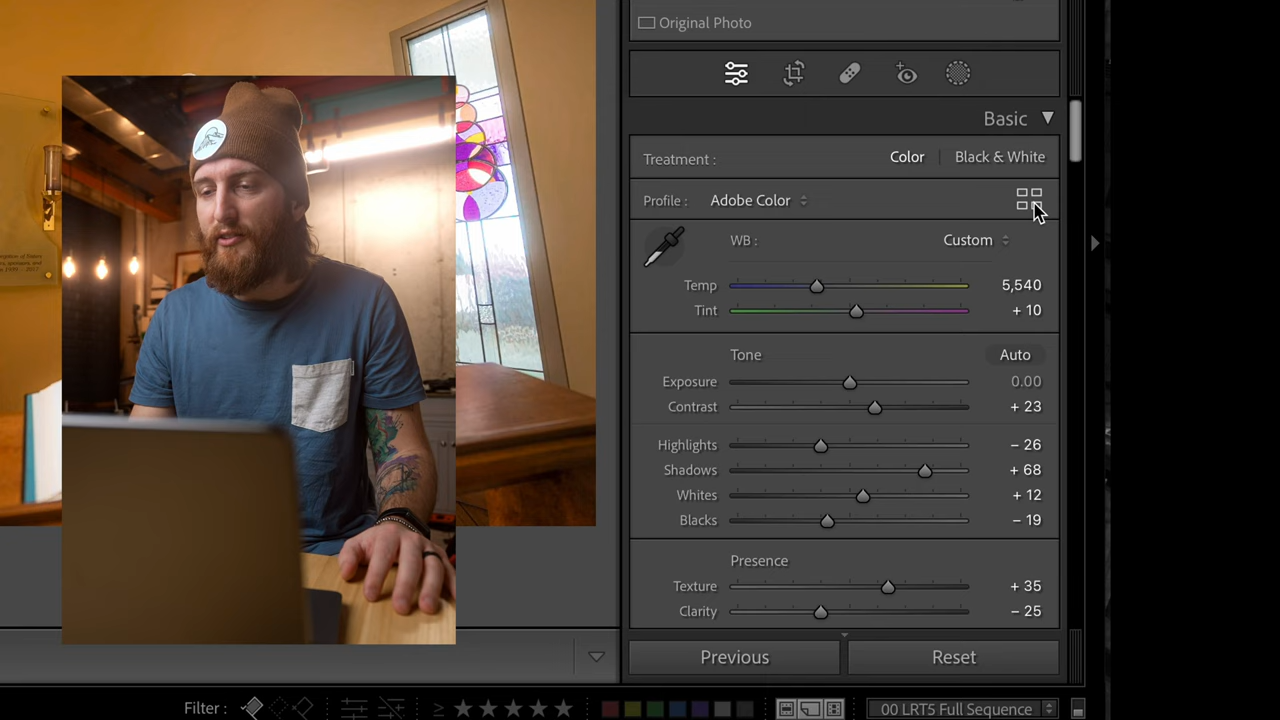 Original Photo
Basic
Treatment :
Color
Black & White
Profile :
Adobe Color
WB :
Custom
Temp
5,540
Tint
+ 10
Tone
Auto
Exposure
0.00
Contrast
+ 23
Highlights
– 26
Shadows
+ 68
Whites
+ 12
Blacks
– 19
Presence
Texture
+ 35
Clarity
– 25
Previous
Reset
Filter :
00 LRT5 Full Sequence